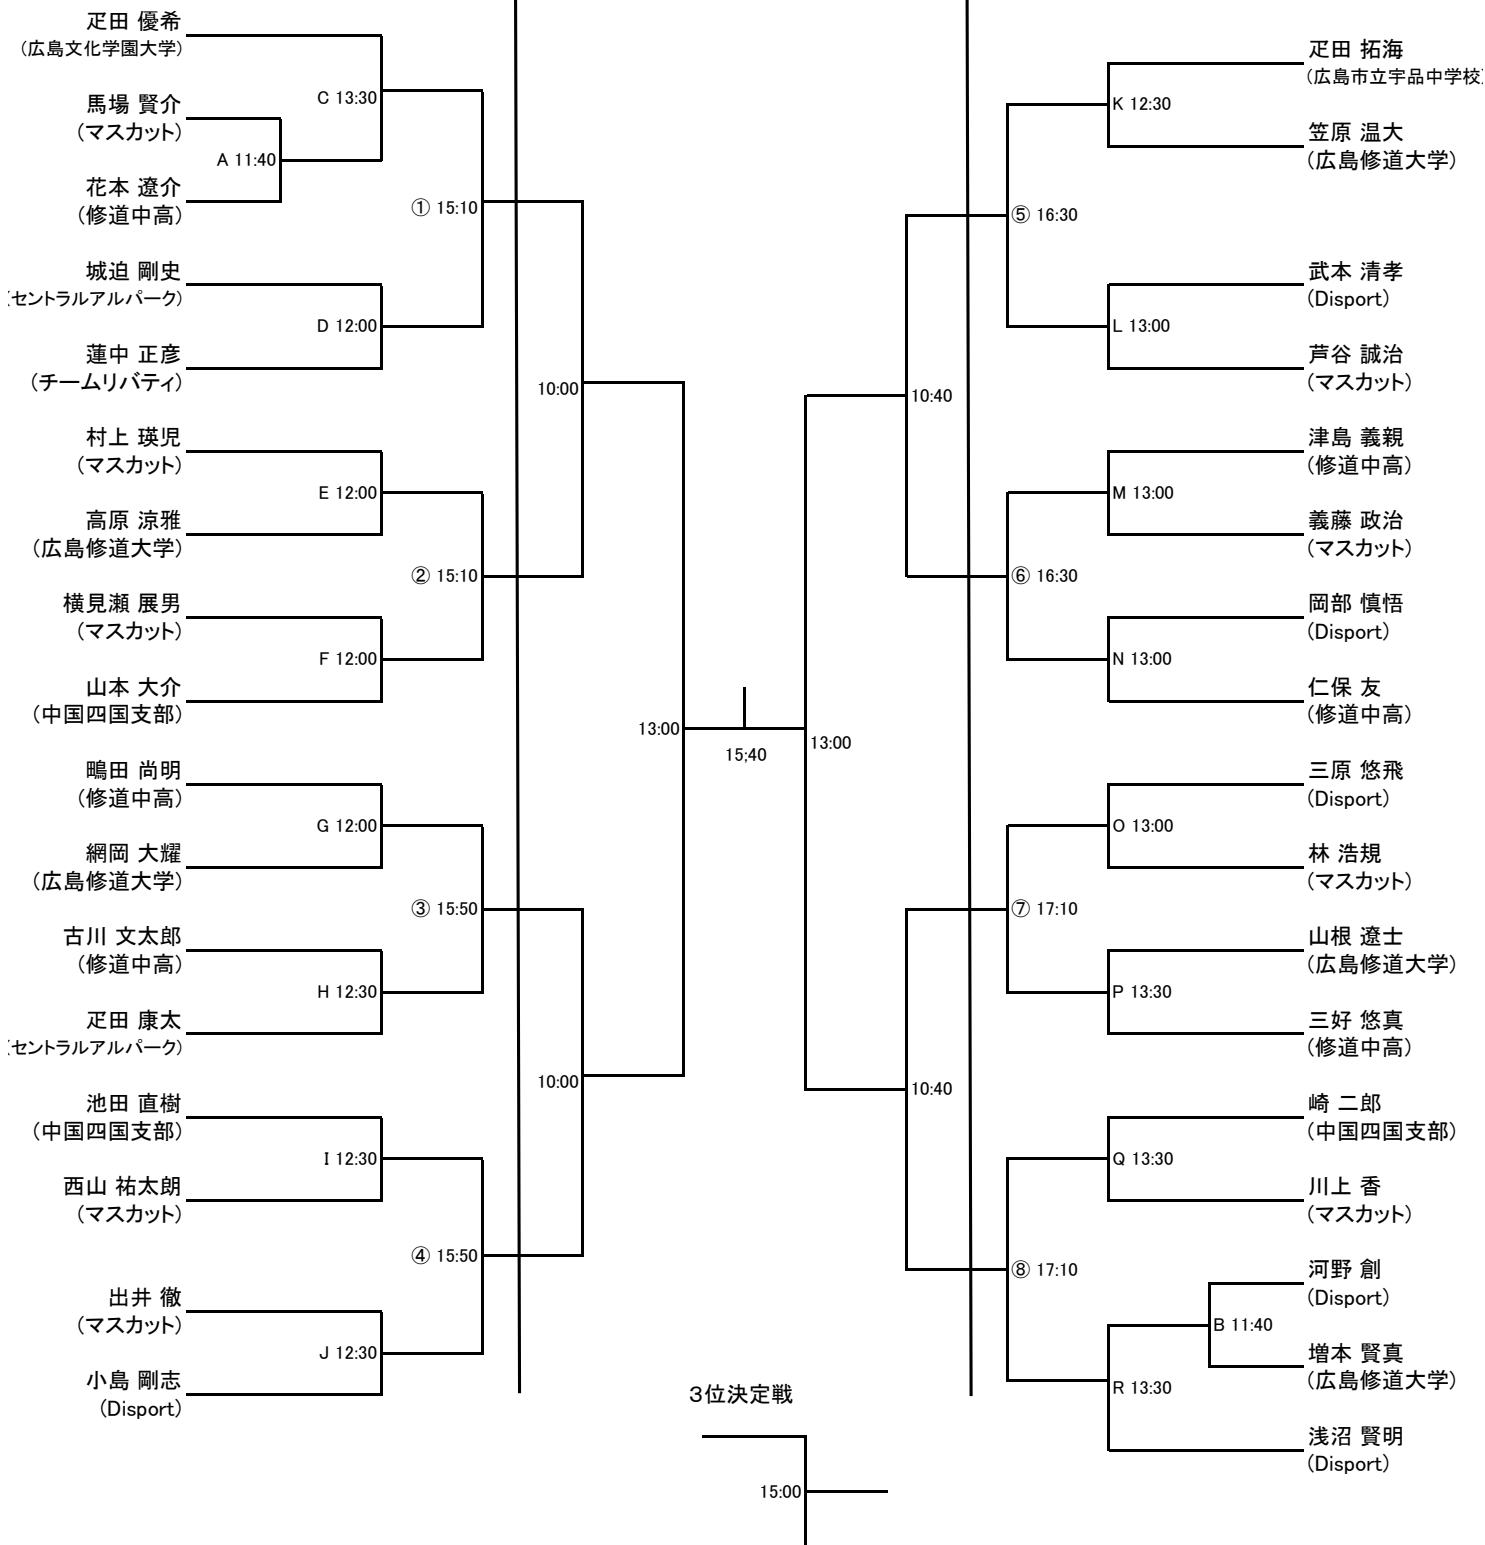 疋田 優希
(広島文化学園大学)
C 13:30
馬場 賢介
(マスカット)
A 11:40
花本 遼介
(修道中高)
① 15:10
城迫 剛史
(セントラルアルパーク)
D 12:00
蓮中 正彦
(チームリバティ)
10:00
村上 瑛児
(マスカット)
E 12:00
高原 涼雅
(広島修道大学)
② 15:10
横見瀬 展男
(マスカット)
F 12:00
山本 大介
(中国四国支部)
13:00
鴫田 尚明
(修道中高)
G 12:00
網岡 大耀
(広島修道大学)
③ 15:50
古川 文太郎
(修道中高)
H 12:30
疋田 康太
(セントラルアルパーク)
10:00
池田 直樹
(中国四国支部)
I 12:30
西山 祐太朗
(マスカット)
④ 15:50
出井 徹
(マスカット)
J 12:30
小島 剛志
(Disport)
15;40
疋田 拓海
(広島市立宇品中学校)
K 12:30
笠原 温大
(広島修道大学)
⑤ 16:30
武本 清孝
(Disport)
L 13:00
芦谷 誠治
(マスカット)
10:40
津島 義親
(修道中高)
M 13:00
義藤 政治
(マスカット)
⑥ 16:30
岡部 慎悟
(Disport)
N 13:00
仁保 友
(修道中高)
13:00
三原 悠飛
(Disport)
O 13:00
林 浩規
(マスカット)
⑦ 17:10
山根 遼士
(広島修道大学)
P 13:30
三好 悠真
(修道中高)
10:40
崎 二郎
(中国四国支部)
Q 13:30
川上 香
(マスカット)
⑧ 17:10
河野 創
(Disport)
B 11:40
増本 賢真
(広島修道大学)
R 13:30
浅沼 賢明
(Disport)
３位決定戦
15:00